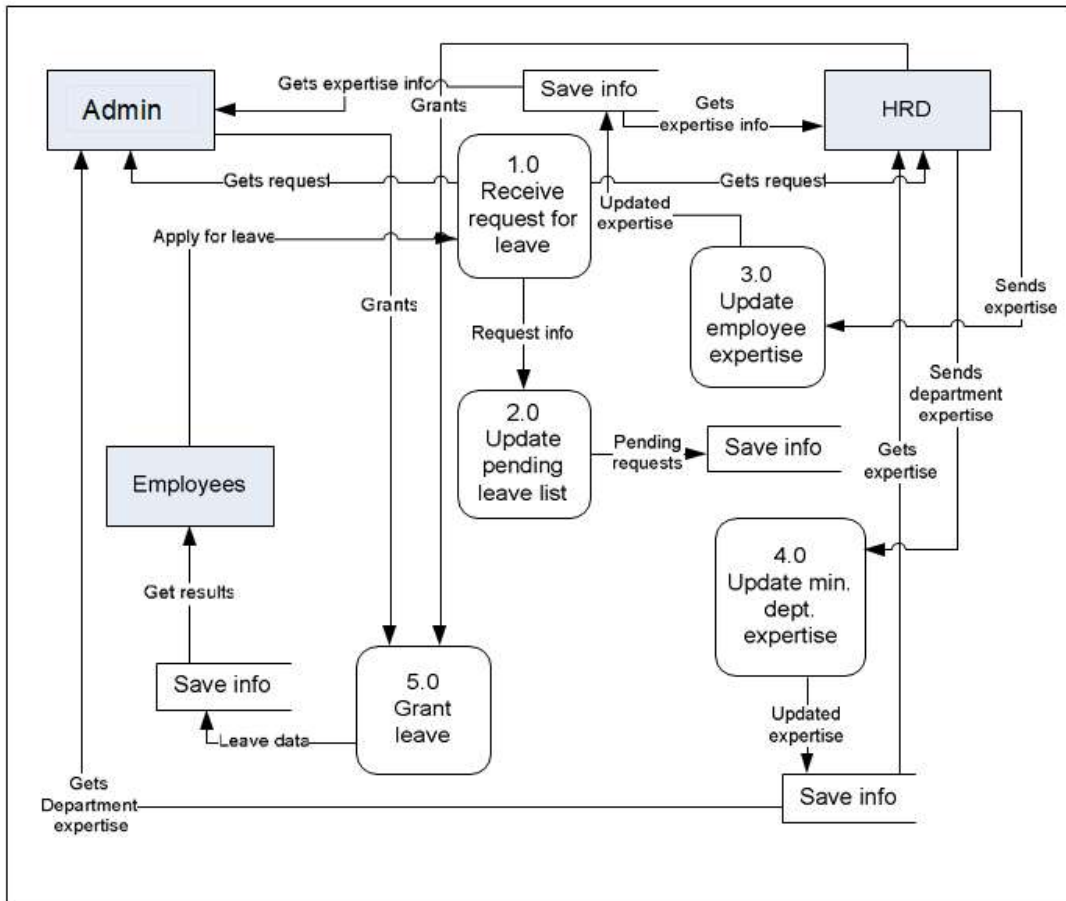 Gets expertise info
Save info
Grants
Admin
Gets
expertise info
HRD
1.0
Receive
request for
leave
Gets request
Gets request
Updated
expertise
Apply for leave
3.0
Update
employee
expertise
Sends
expertise
Grants
Request info
Sends
department
expertise
2.0
Update
pending
leave list
Pending
requests
Save info
Gets
expertise
Employees
4.0
Update min.
dept.
expertise
Get results
Save info
5.0
Grant
leave
Updated
expertise
Leave data
Gets
Department
expertise
Save info